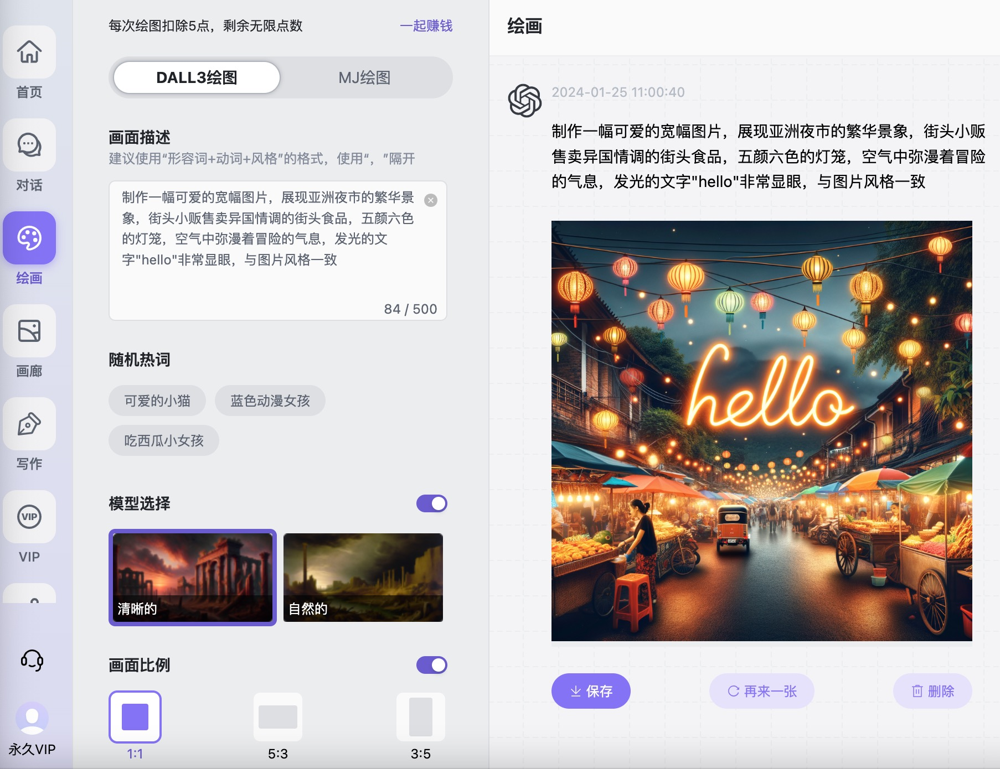 每次绘图扣除5点，剩余无限点数
一起赚钱
DALL3绘图
MJ绘图
画面描述
建议使用“形容词+动词+风格”的格式，使用“，”隔开
制作一幅可爱的宽幅图片，展现亚洲夜市的繁华景
象，街头小贩售卖异国情调的街头食品，五颜六色
的灯笼，空气中弥漫着冒险的气息，发光的文
字"hello"非常显眼，与图片风格一致
84 / 500
随机热词
可爱的小猫
蓝色动漫女孩
吃西瓜小女孩
模型选择
清晰的
自然的
画面比例
1:1
5:3
3:5
首页
对话
绘画
画廊
写作
VIP
VIP
永久VIP
绘画
2024-01-25 11:00:40
制作一幅可爱的宽幅图片，展现亚洲夜市的繁华景象，街头小贩
售卖异国情调的街头食品，五颜六色的灯笼，空气中弥漫着冒险
的气息，发光的文字"hello"非常显眼，与图片风格一致
hello
保存
再来一张
删除